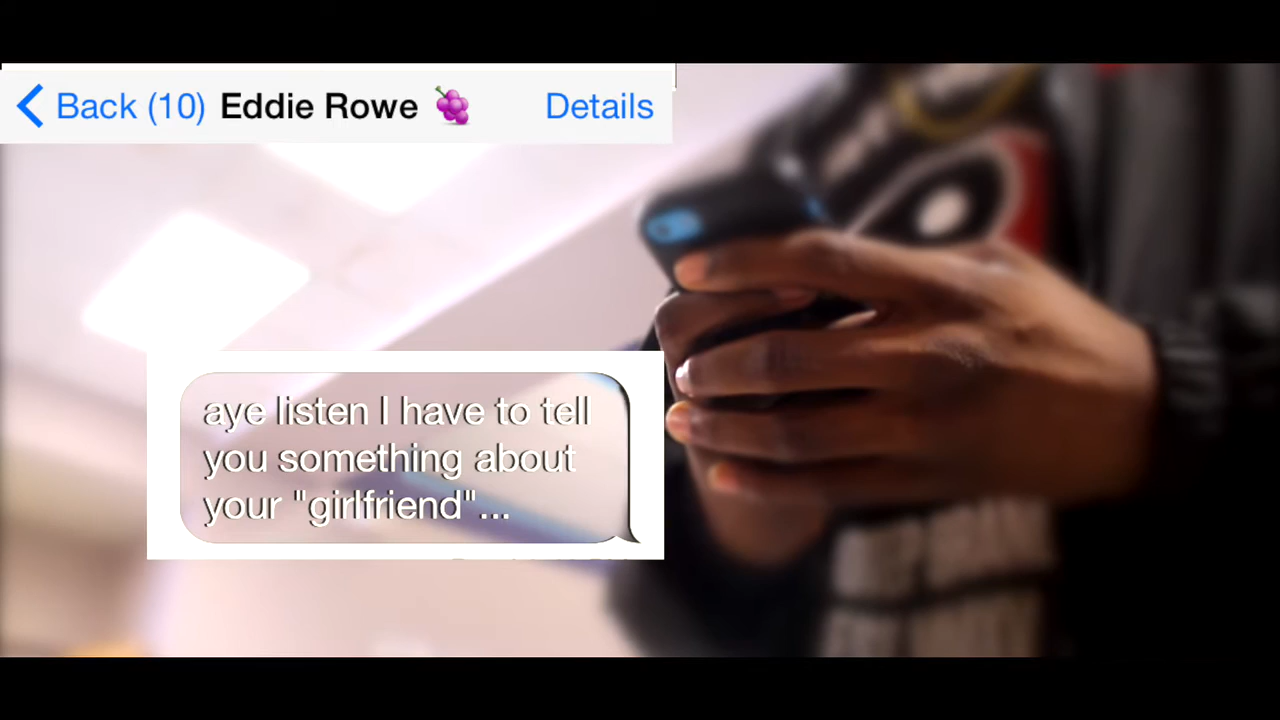 Back (10) Eddie Rowe 🍇 Details
aye listen I have to tell
you something about
your "girlfriend"...